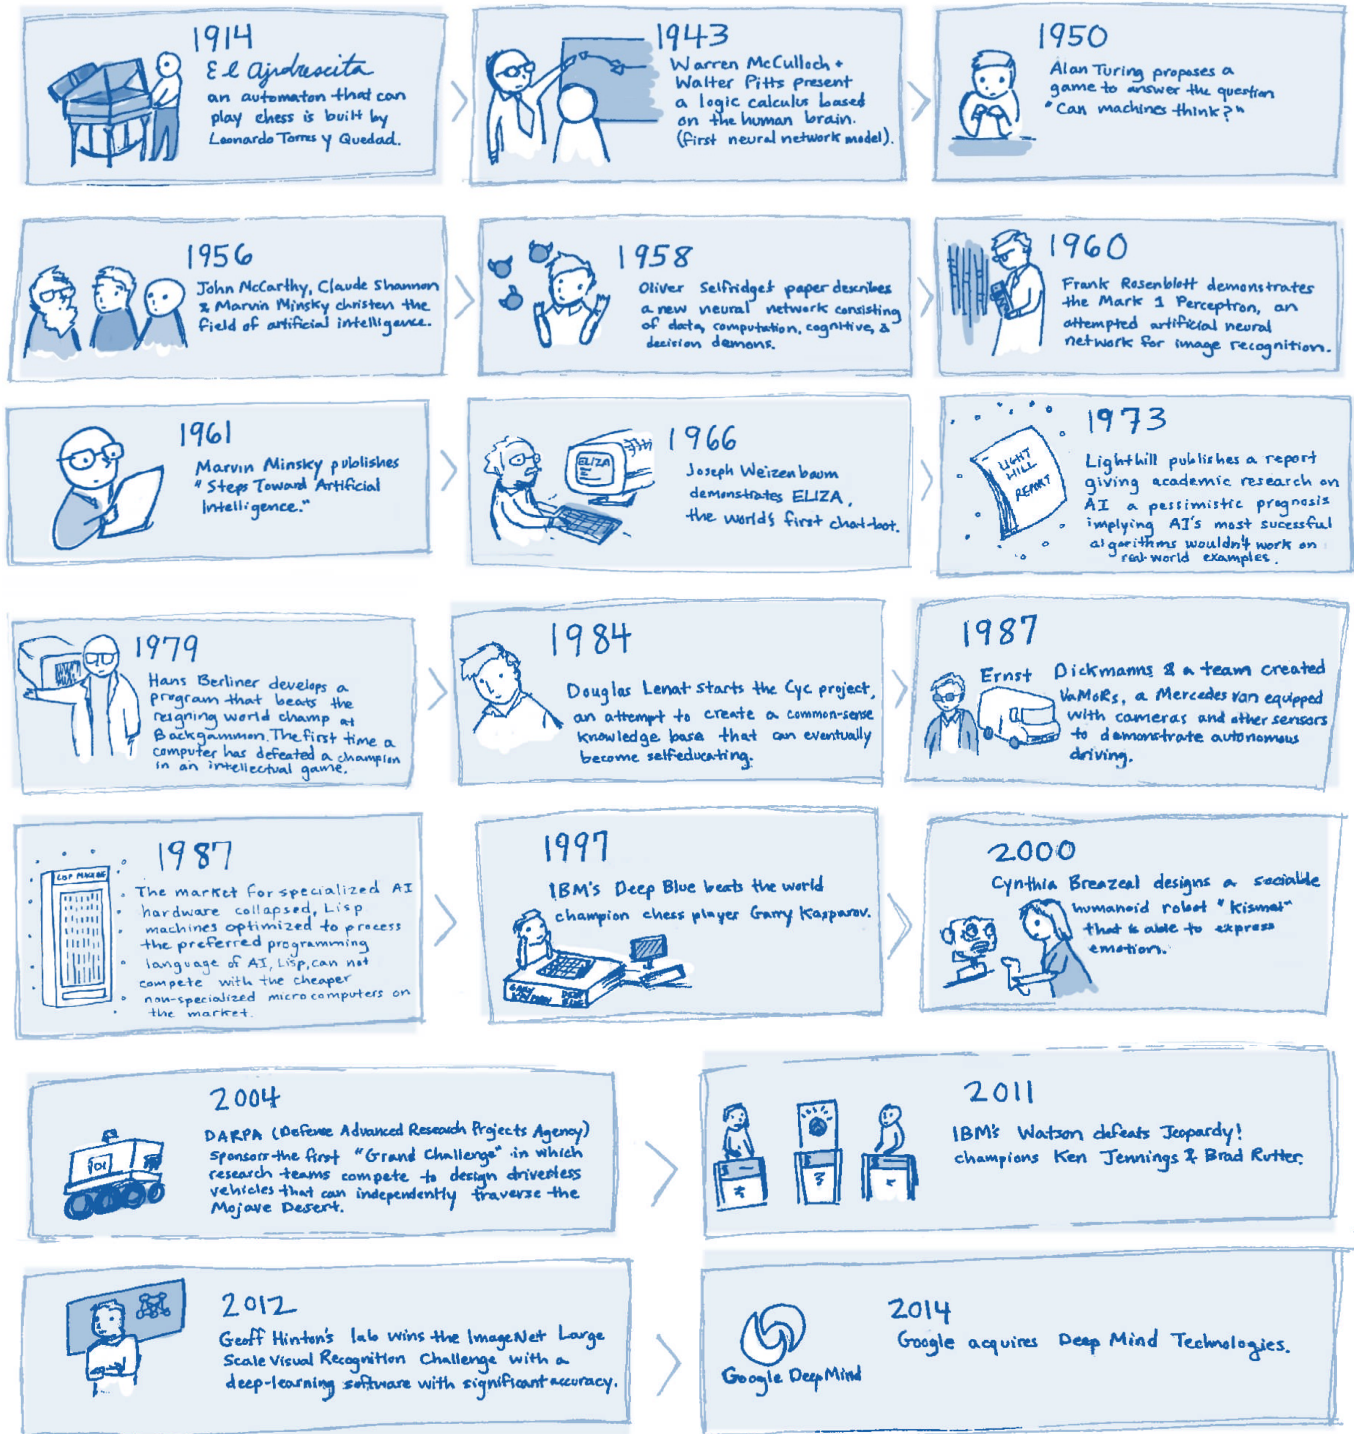 1914
El Ajedrecista
an automaton that can
play chess is built by
Leonardo Torres y Quedad.
1943
Warren McCulloch +
Walter Pitts present
a logic calculus based
on the human brain.
(first neural network model).
1950
Alan Turing proposes a
game to answer the question
"Can machines think?"
1956
John McCarthy, Claude Shannon
& Marvin Minsky christen the
field of artificial intelligence.
1958
Oliver Selfridge's paper describes
a new neural network consisting
of data, computation, cognitive, &
decision demons.
1960
Frank Rosenblott demonstrates
the Mark 1 Perceptron, an
attempted artificial neural
network for image recognition.
1961
Marvin Minsky publishes
"Steps Toward Artificial
Intelligence."
ELIZA
1966
Joseph Weizenbaum
demonstrates ELIZA,
the world's first chat-bot.
LIGHT
HILL
REPORT
1973
Lighthill publishes a report
giving academic research on
AI a pessimistic prognosis
implying AI's most sucessful
algorithms wouldn't work on
real-world examples.
1979
Hans Berliner develops a
program that beats the
reigning world champ at
Backgammon. The first time a
computer has defeated a champion
in an intellectual game.
1984
Douglas Lenat starts the Cyc project,
an attempt to create a common-sense
knowledge base that can eventually
become selfeducating.
1987
Ernst Dickmanns & a team created
VaMoRs, a Mercedes van equipped
with cameras and other sensors
to demonstrate autonomous
driving.
LISP MACHINE
1987
The market for specialized AI
hardware collapsed, Lisp
machines optimized to process
the preferred programming
language of AI, Lisp, can not
compete with the cheaper
non-specialized microcomputers on
the market.
1997
IBM's Deep Blue beats the world
champion chess player Garry Kasparov.
2000
Cynthia Breazeal designs a sociable
humanoid robot "Kismet"
that is able to express
emotion.
2004
DARPA (Defense Advanced Research Projects Agency)
sponsors the first "Grand Challenge" in which
research teams compete to design driverless
vehicles that can independently traverse the
Mojave Desert.
2011
IBM's Watson defeats Jeopardy!
champions Ken Jennings & Brad Rutter.
2012
Geoff Hinton's lab wins the ImageNet Large
Scale Visual Recognition Challenge with a
deep-learning software with significant accuracy.
Google DeepMind
2014
Google acquires Deep Mind Technologies.